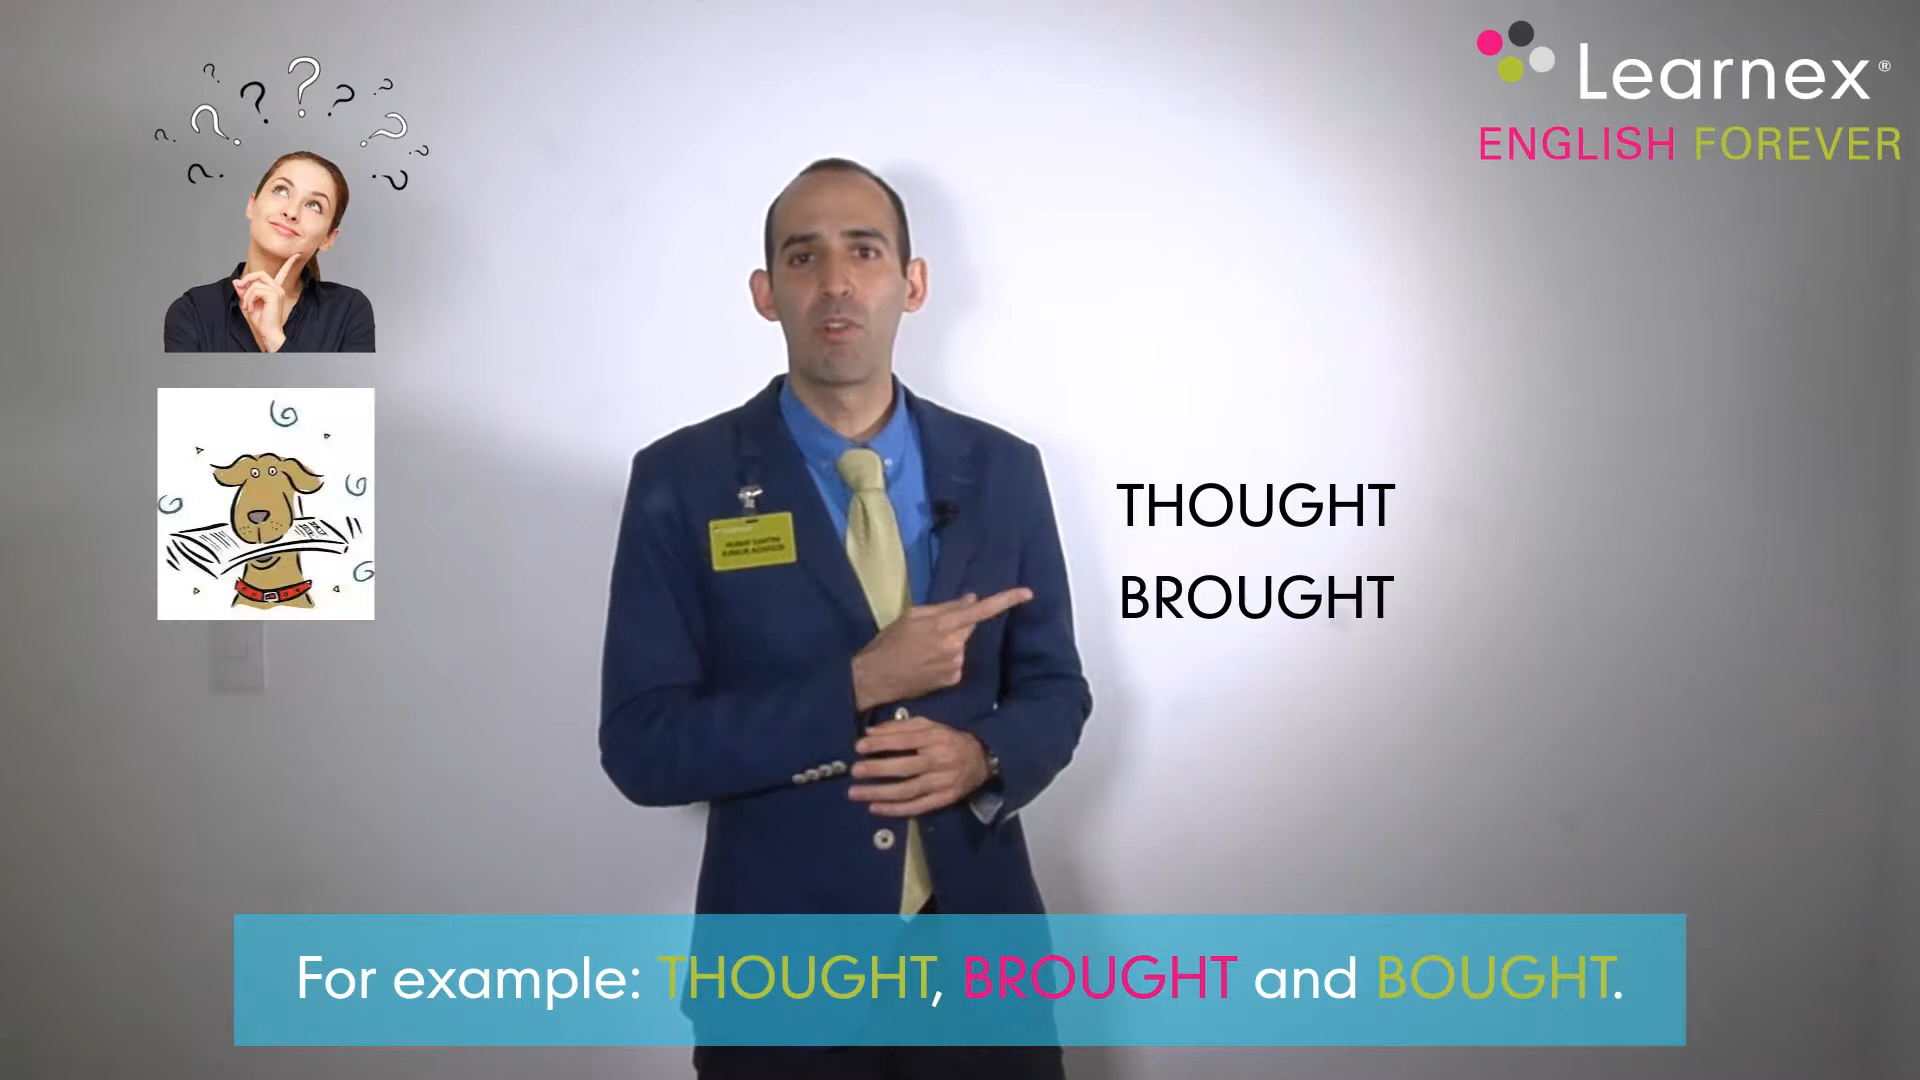 Learnex®
ENGLISH FOREVER
THOUGHT
BROUGHT
For example: THOUGHT, BROUGHT and BOUGHT.